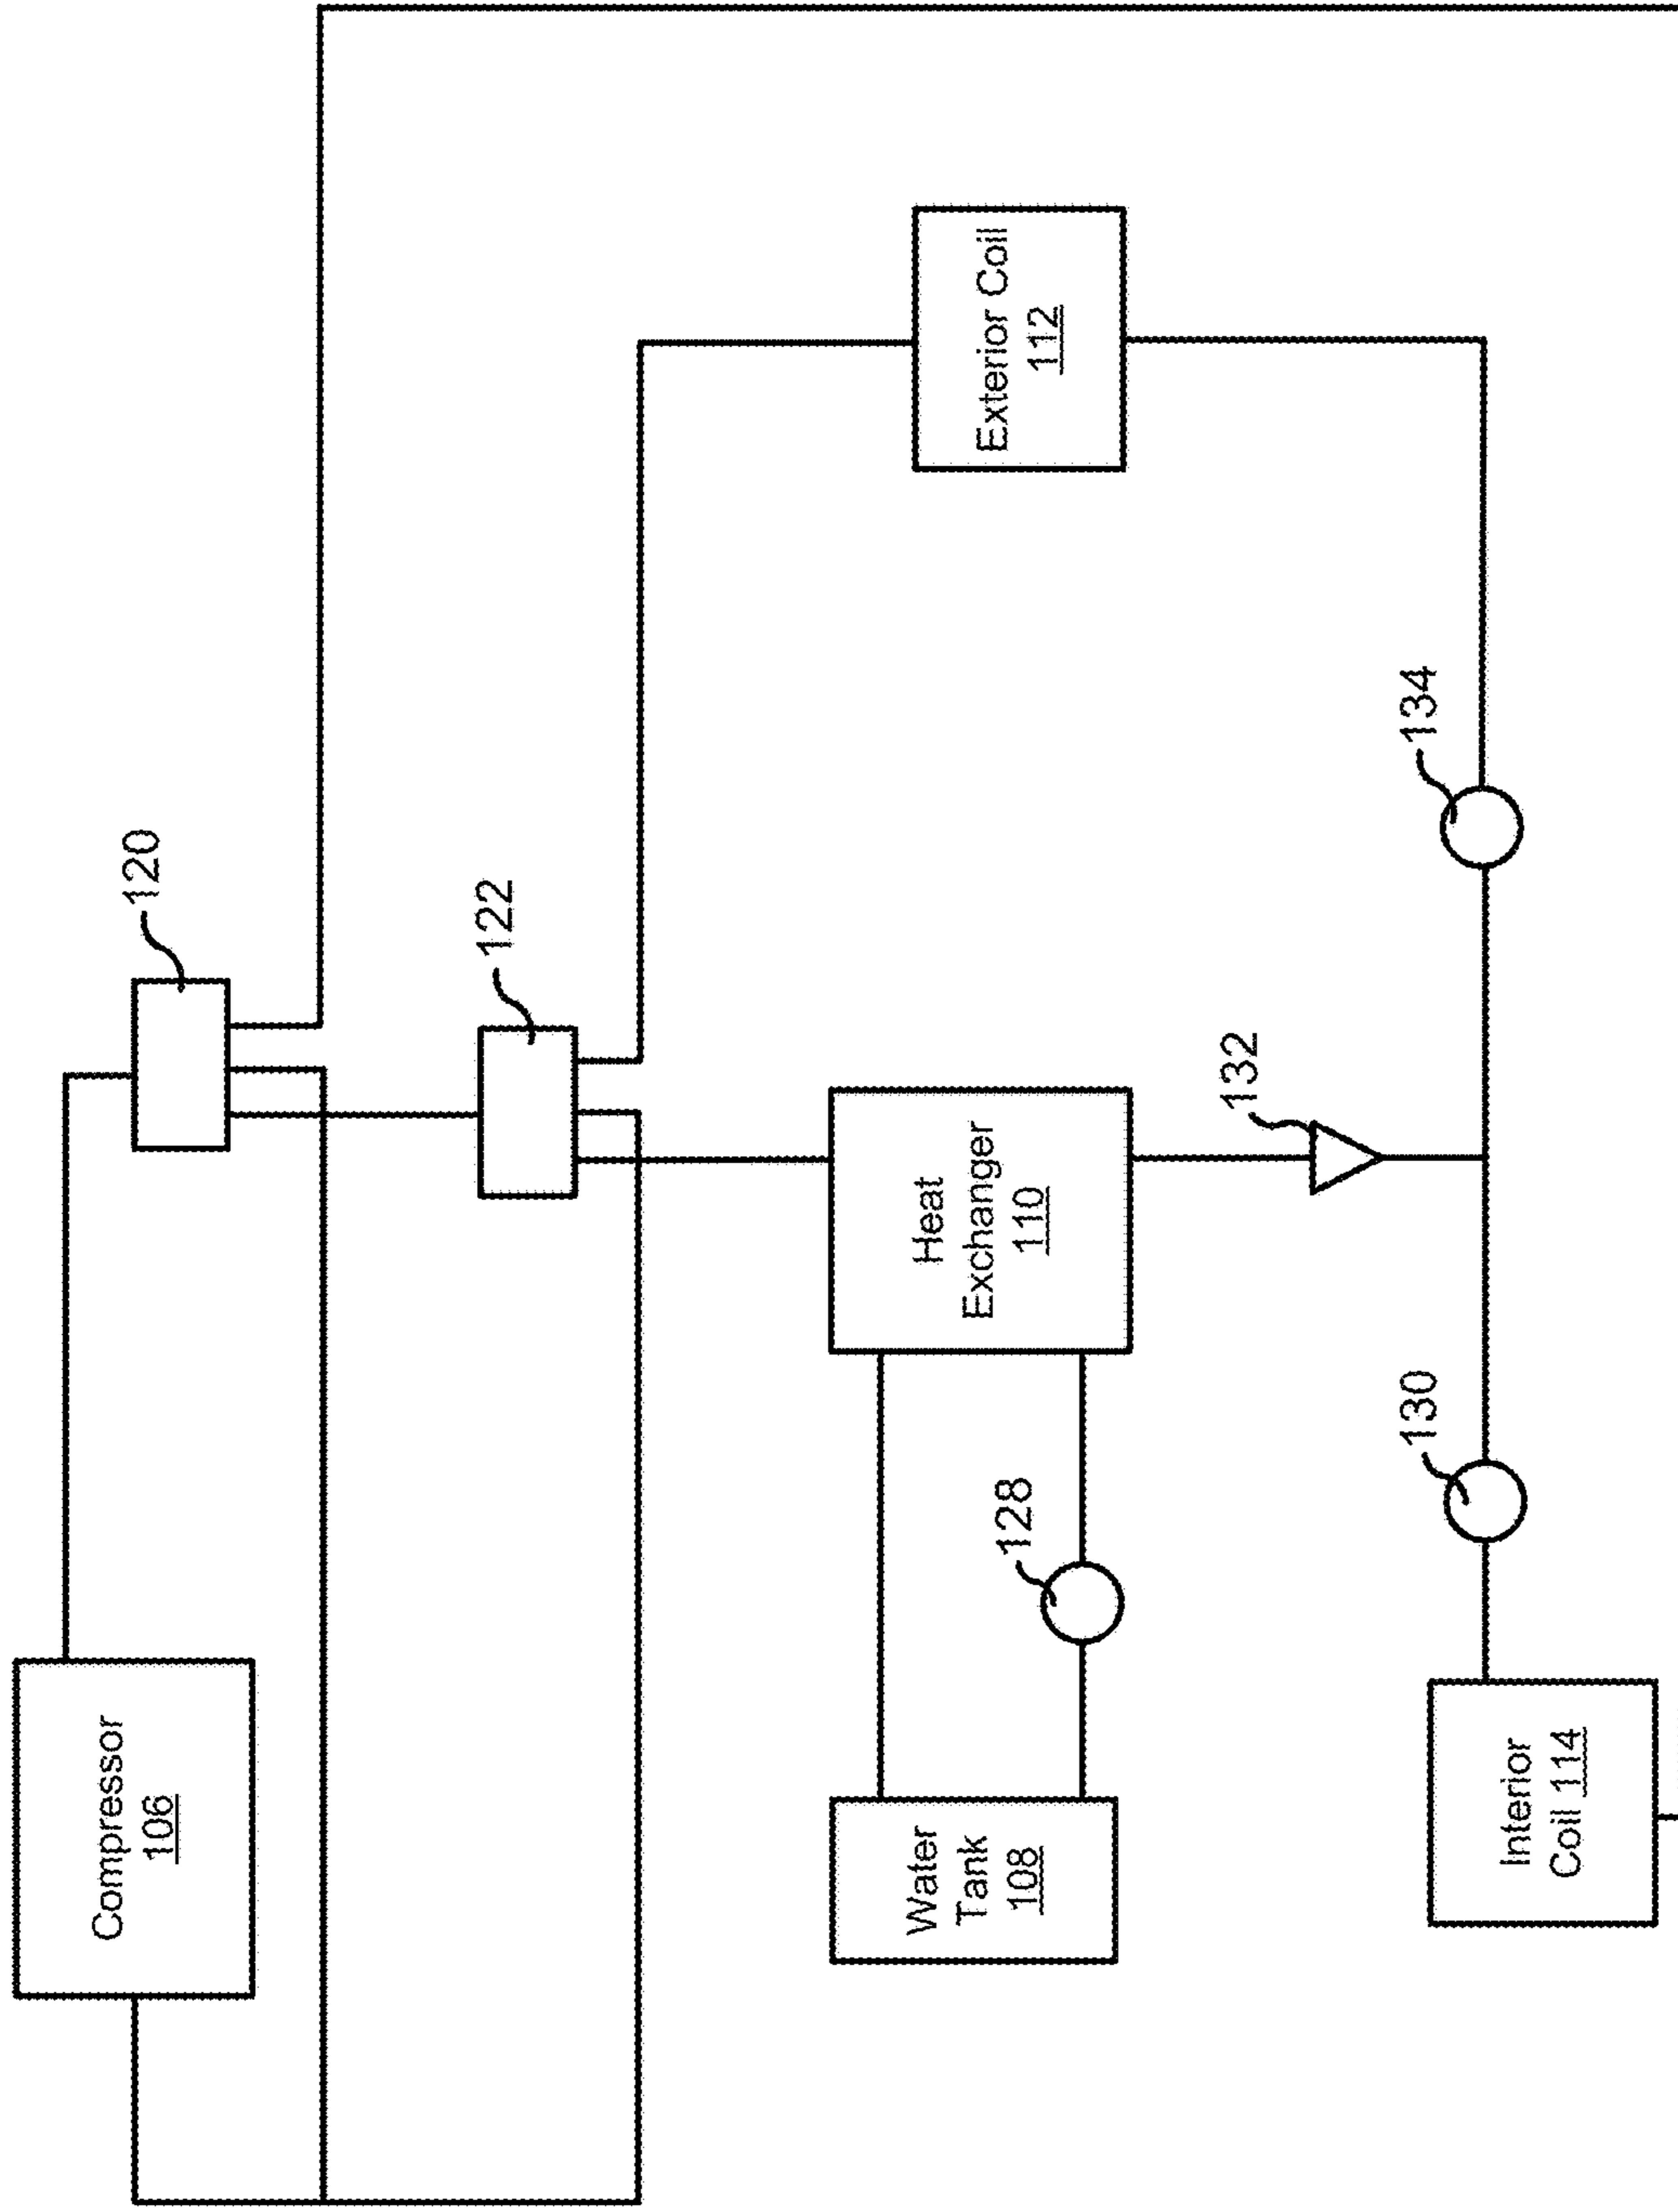 Compressor
106
120
122
Water
Tank
108
128
Heat
Exchanger
110
Exterior Coil
112
Interior
Coil 114
130
132
134